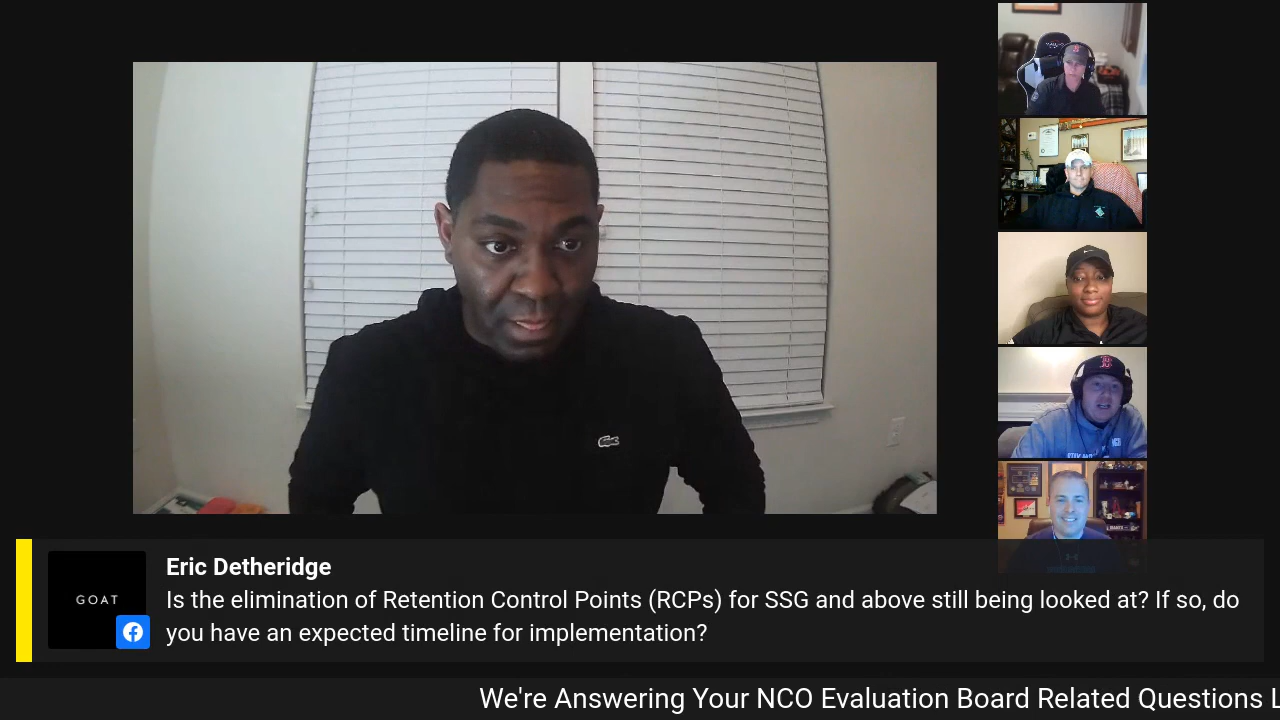 GOAT
Eric Detheridge
Is the elimination of Retention Control Points (RCPs) for SSG and above still being looked at? If so, do
you have an expected timeline for implementation?
We're Answering Your NCO Evaluation Board Related Questions L